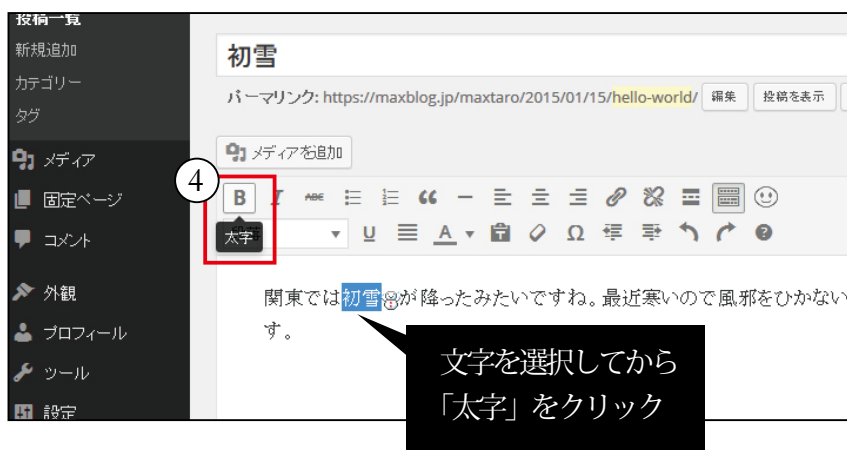 投稿一覧
新規追加
カテゴリー
タグ
メディア
固定ページ
コメント
外観
プロフィール
ツール
設定
初雪
パーマリンク: https://maxblog.jp/maxtaro/2015/01/15/hello-world/ 編集 投稿を表示
メディアを追加
④
B I ABC
太字
U A
関東では初雪が降ったみたいですね。最近寒いので風邪をひかない
す。
文字を選択してから
「太字」をクリック